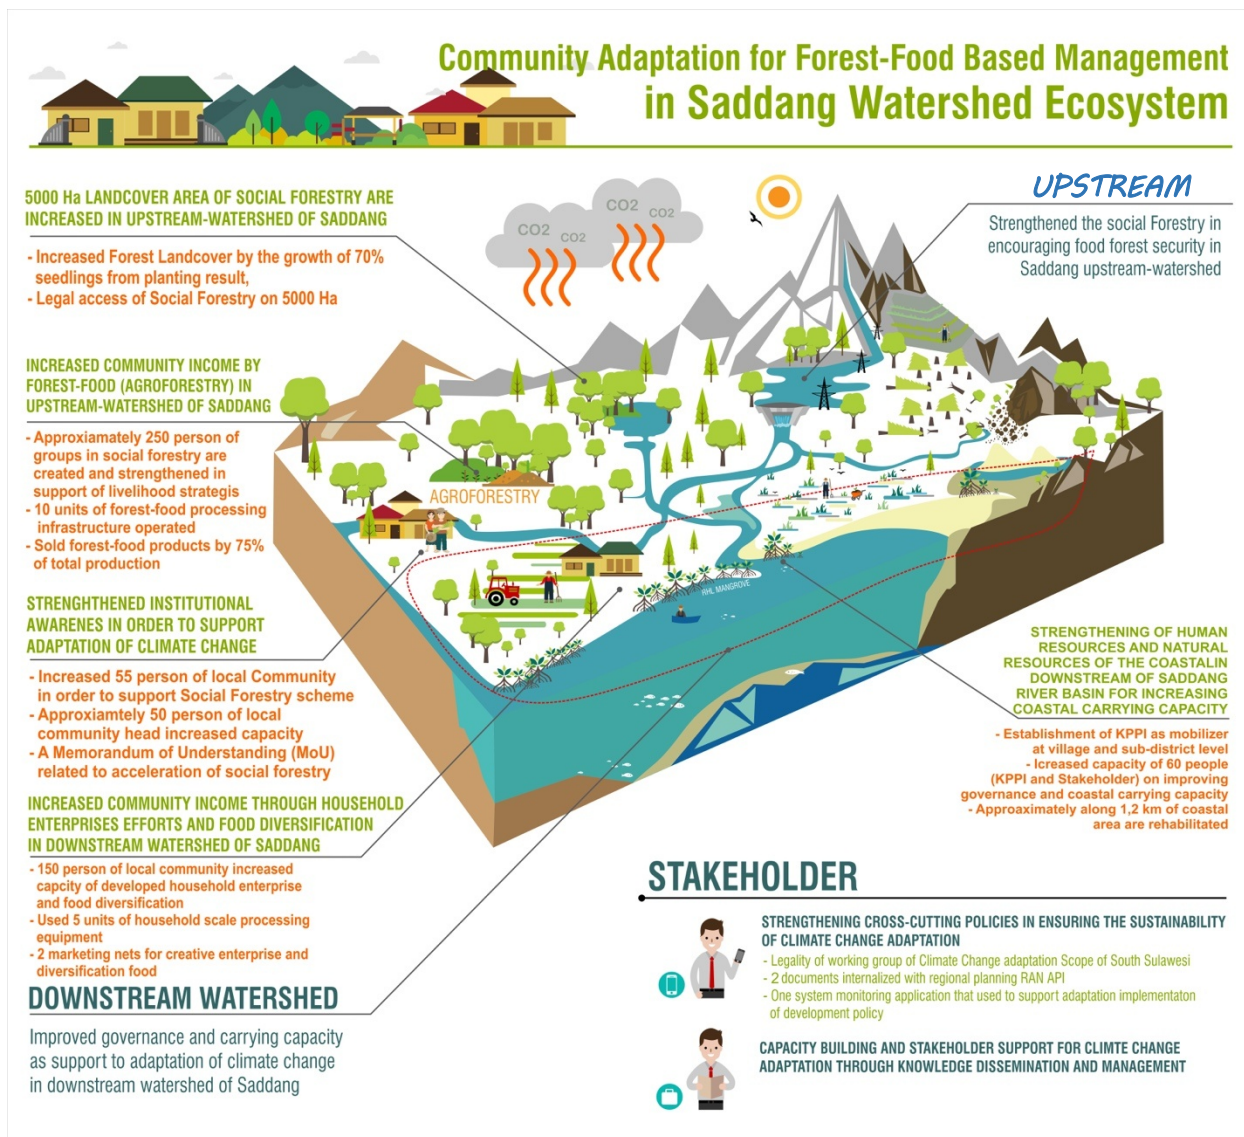 Community Adaptation for Forest-Food Based Management
in Saddang Watershed Ecosystem
5000 Ha LANDCOVER AREA OF SOCIAL FORESTRY ARE
INCREASED IN UPSTREAM-WATERSHED OF SADDANG
- Increased Forest Landcover by the growth of 70%
seedlings from planting result,
- Legal access of Social Forestry on 5000 Ha
CO2
CO2
CO2
CO2
UPSTREAM
Strengthened the social Forestry in
encouraging food forest security in
Saddang upstream-watershed
INCREASED COMMUNITY INCOME BY
FOREST-FOOD (AGROFORESTRY) IN
UPSTREAM-WATERSHED OF SADDANG
- Approxiamately 250 person of
groups in social forestry are
created and strengthened in
support of livelihood strategis
- 10 units of forest-food processing
infrastructure operated
- Sold forest-food products by 75%
of total production
AGROFORESTRY
RHL MANGROVE
STRENGHTHENED INSTITUTIONAL
AWARENES IN ORDER TO SUPPORT
ADAPTATION OF CLIMATE CHANGE
- Increased 55 person of local Community
in order to support Social Forestry scheme
- Approxiamtely 50 person of local
community head increased capacity
- A Memorandum of Understanding (MoU)
related to acceleration of social forestry
INCREASED COMMUNITY INCOME THROUGH HOUSEHOLD
ENTERPRISES EFFORTS AND FOOD DIVERSIFICATION
IN DOWNSTREAM WATERSHED OF SADDANG
- 150 person of local community increased
capcity of developed household enterprise
and food diversification
- Used 5 units of household scale processing
equipment
- 2 marketing nets for creative enterprise and
diversification food
DOWNSTREAM WATERSHED
Improved governance and carrying capacity
as support to adaptation of climate change
in downstream watershed of Saddang
STRENGTHENING OF HUMAN
RESOURCES AND NATURAL
RESOURCES OF THE COASTALIN
DOWNSTREAM OF SADDANG
RIVER BASIN FOR INCREASING
COASTAL CARRYING CAPACITY
- Establishment of KPPI as mobilizer
at village and sub-district level
- Icreased capacity of 60 people
(KPPI and Stakeholder) on improving
governance and coastal carrying capacity
- Approaximately along 1,2 km of coastal
area are rehabilitated
STAKEHOLDER
STRENGTHENING CROSS-CUTTING POLICIES IN ENSURING THE SUSTAINABILITY
OF CLIMATE CHANGE ADAPTATION
- Legality of working group of Climate Change adaptation Scope of South Sulawesi
- 2 documents internalized with regional planning RAN API
- One system monitoring application that used to support adaptation implementaton
of development policy
CAPACITY BUILDING AND STAKEHOLDER SUPPORT FOR CLIMTE CHANGE
ADAPTATION THROUGH KNOWLEDGE DISSEMINATION AND MANAGEMENT